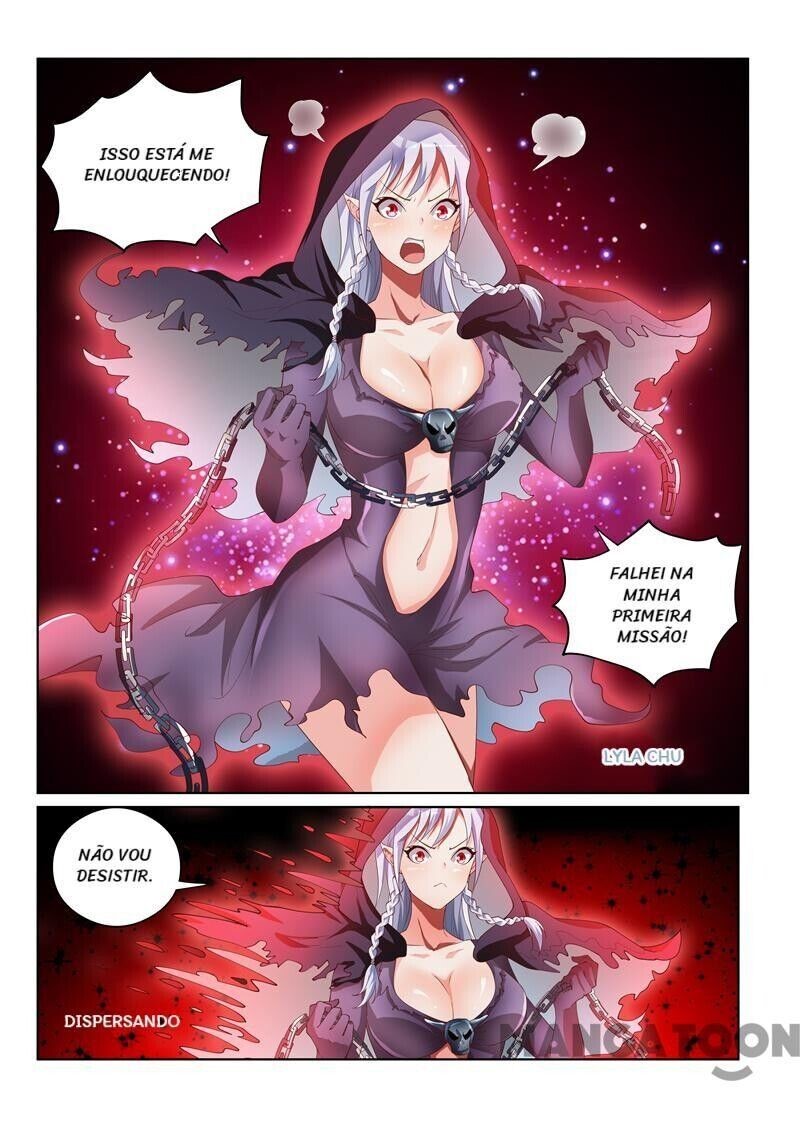 ISSO ESTÁ ME
ENLOUQUECENDO!
FALHEI NA
MINHA
PRIMEIRA
MISSÃO!
LYLA CHU
NÃO VOU
DESISTIR.
DISPERSANDO
MANGATOON